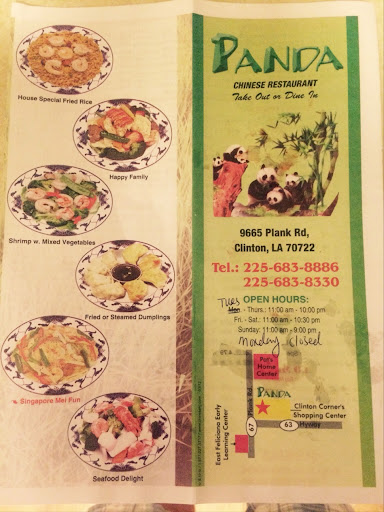 House Special Fried Rice
Happy Family
Shrimp w. Mixed Vegetables
Fried or Steamed Dumplings
Singapore Mei Fun
Seafood Delight
PANDA
CHINESE RESTAURANT
Take Out or Dine In
9665 Plank Rd,
Clinton, LA 70722
Tel.: 225-683-8886
225-683-8330
OPEN HOURS:
Tues
Mon - Thurs.: 11:00 am - 10:00 pm
Fri. - Sat.: 11:00 am - 10:30 pm
Sunday: 11:00 am - 9:00 pm
Monday closed
Pat's
Home
Center
Plank Rd.
PANDA
Clinton Corner's
Shopping Center
67
63
Hyway
East Feliciana Early
Learning Center